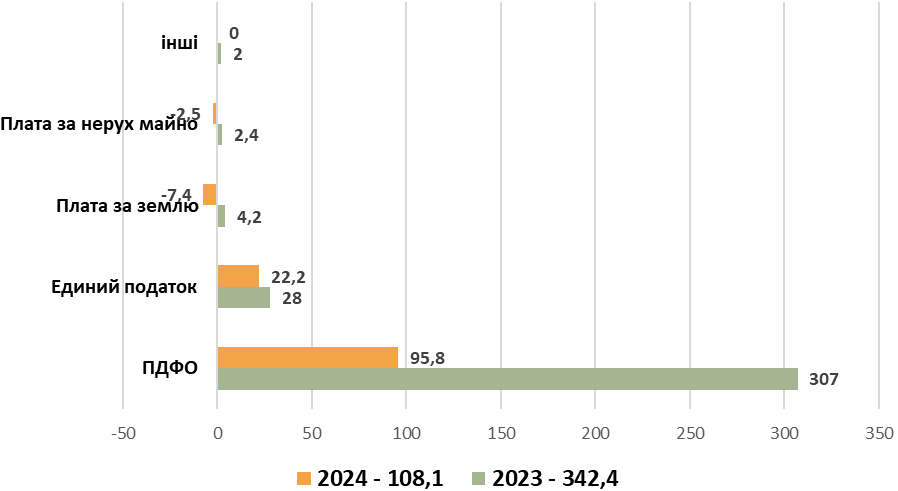 0
інші
2
-2,5
Плата за нерух майно
2,4
-7,4
Плата за землю
4,2
22,2
Единий податок
28
95,8
ПДФО
307
-50 0 50 100 150 200 250 300 350
2024 - 108,1 2023 - 342,4